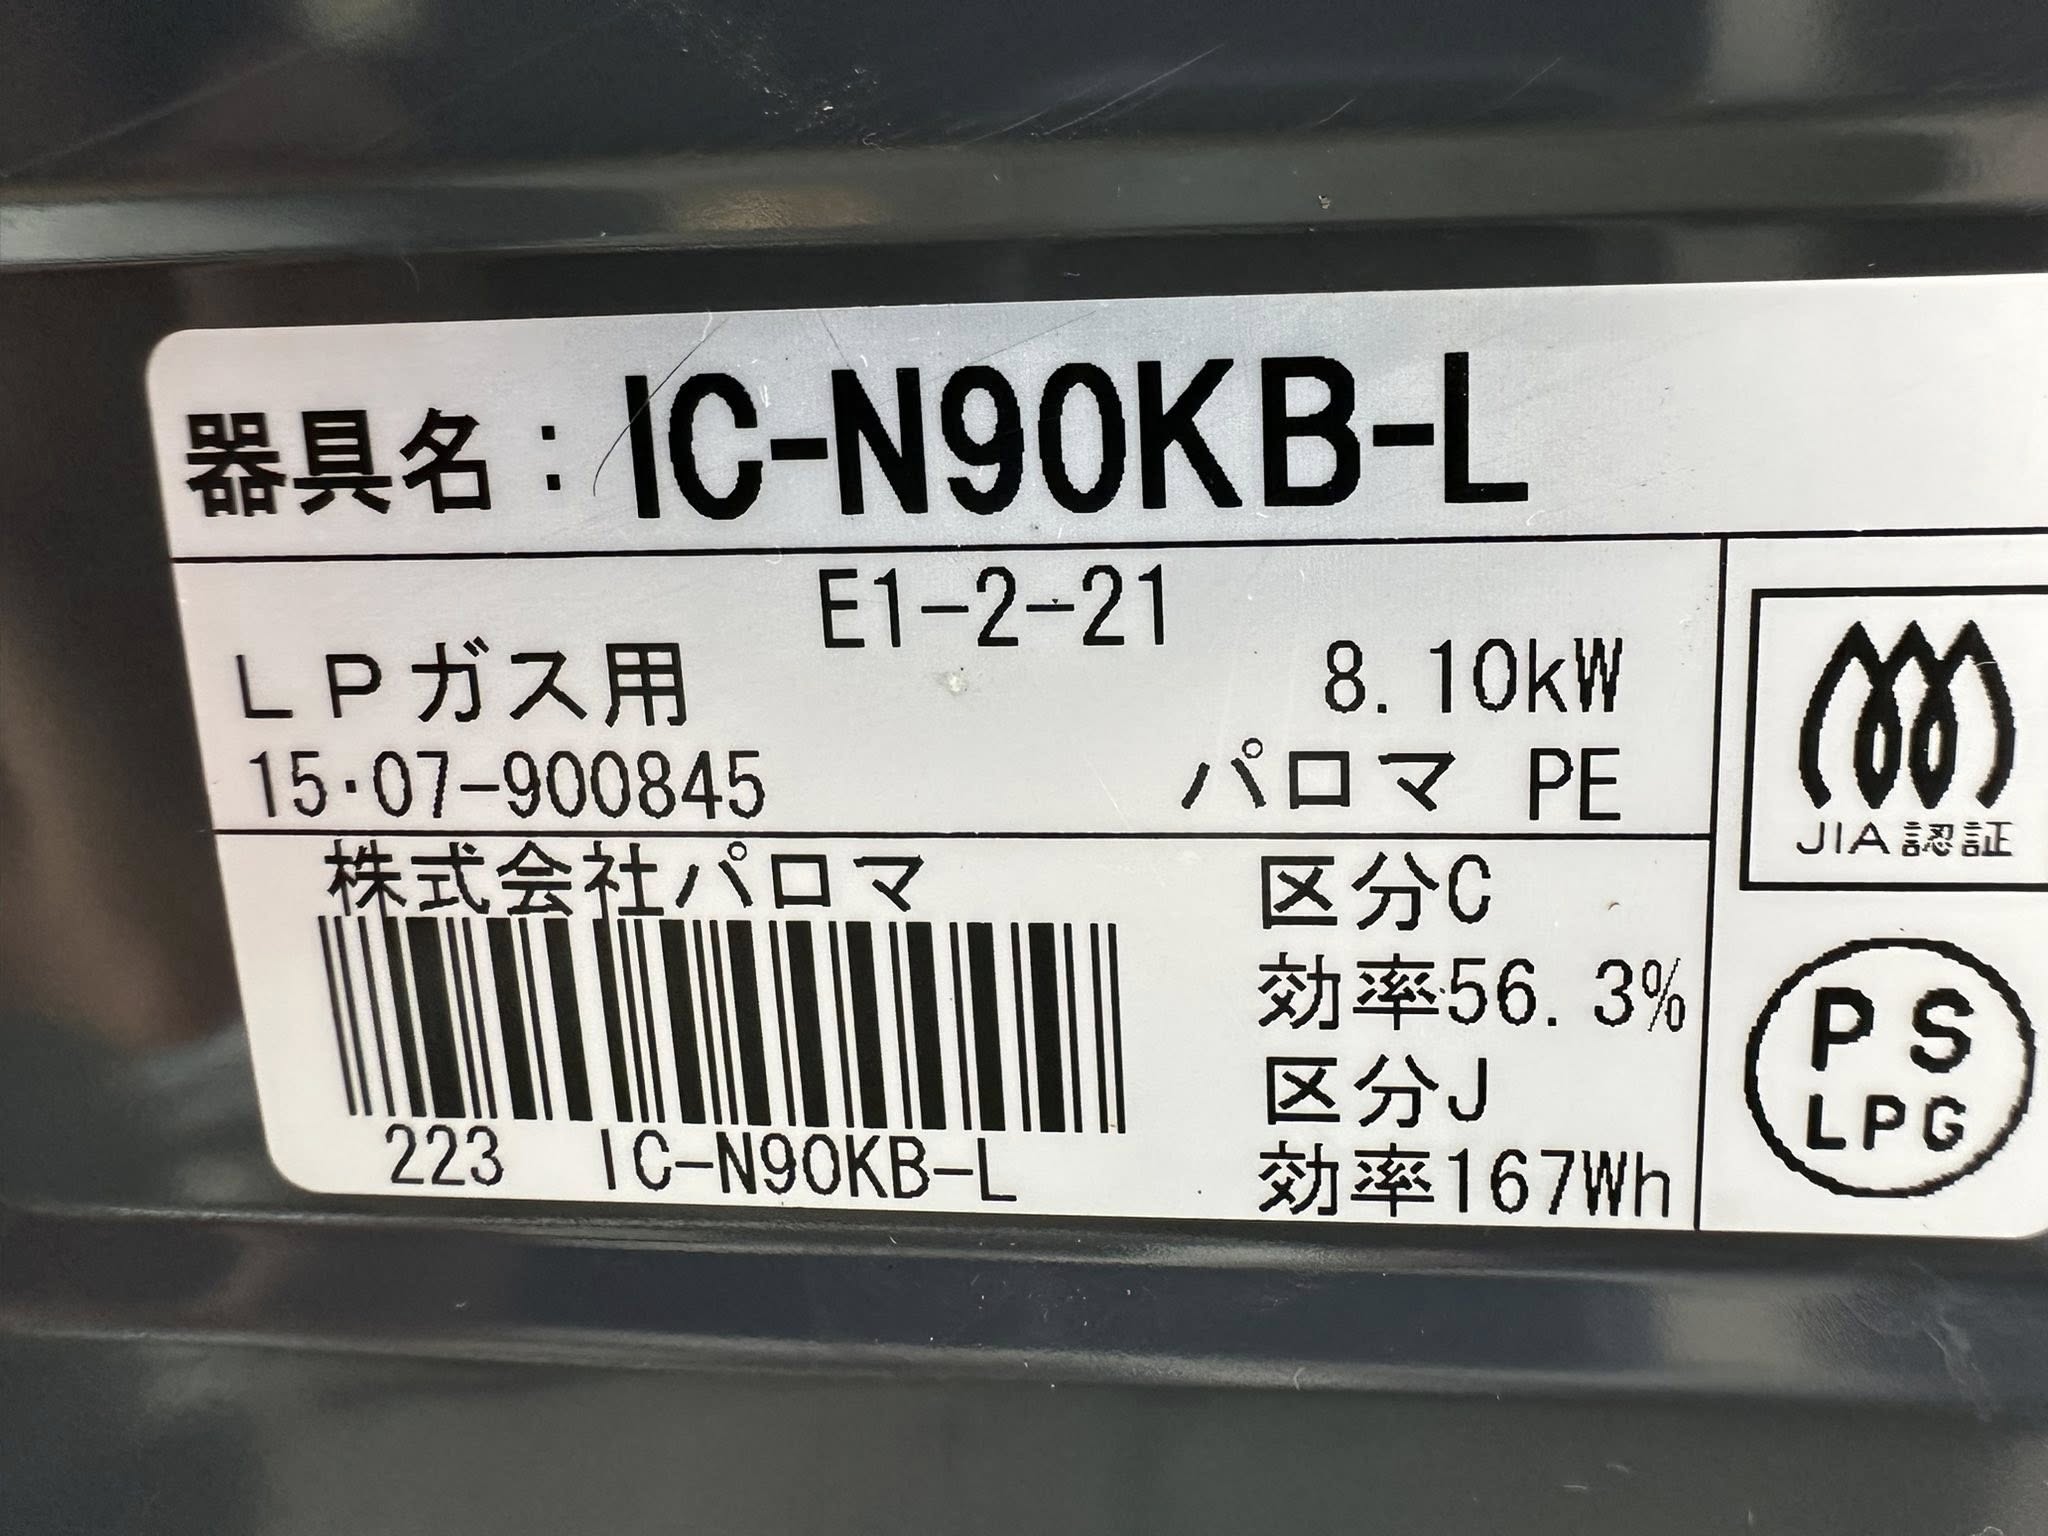 器具名：IC-N90KB-L
E1-2-21
LPガス用 8.10kW
15・07-900845 パロマ PE
JIA認証
株式会社パロマ
区分C
効率56.3%
区分J
効率167Wh
223 IC-N90KB-L
PS
LPG